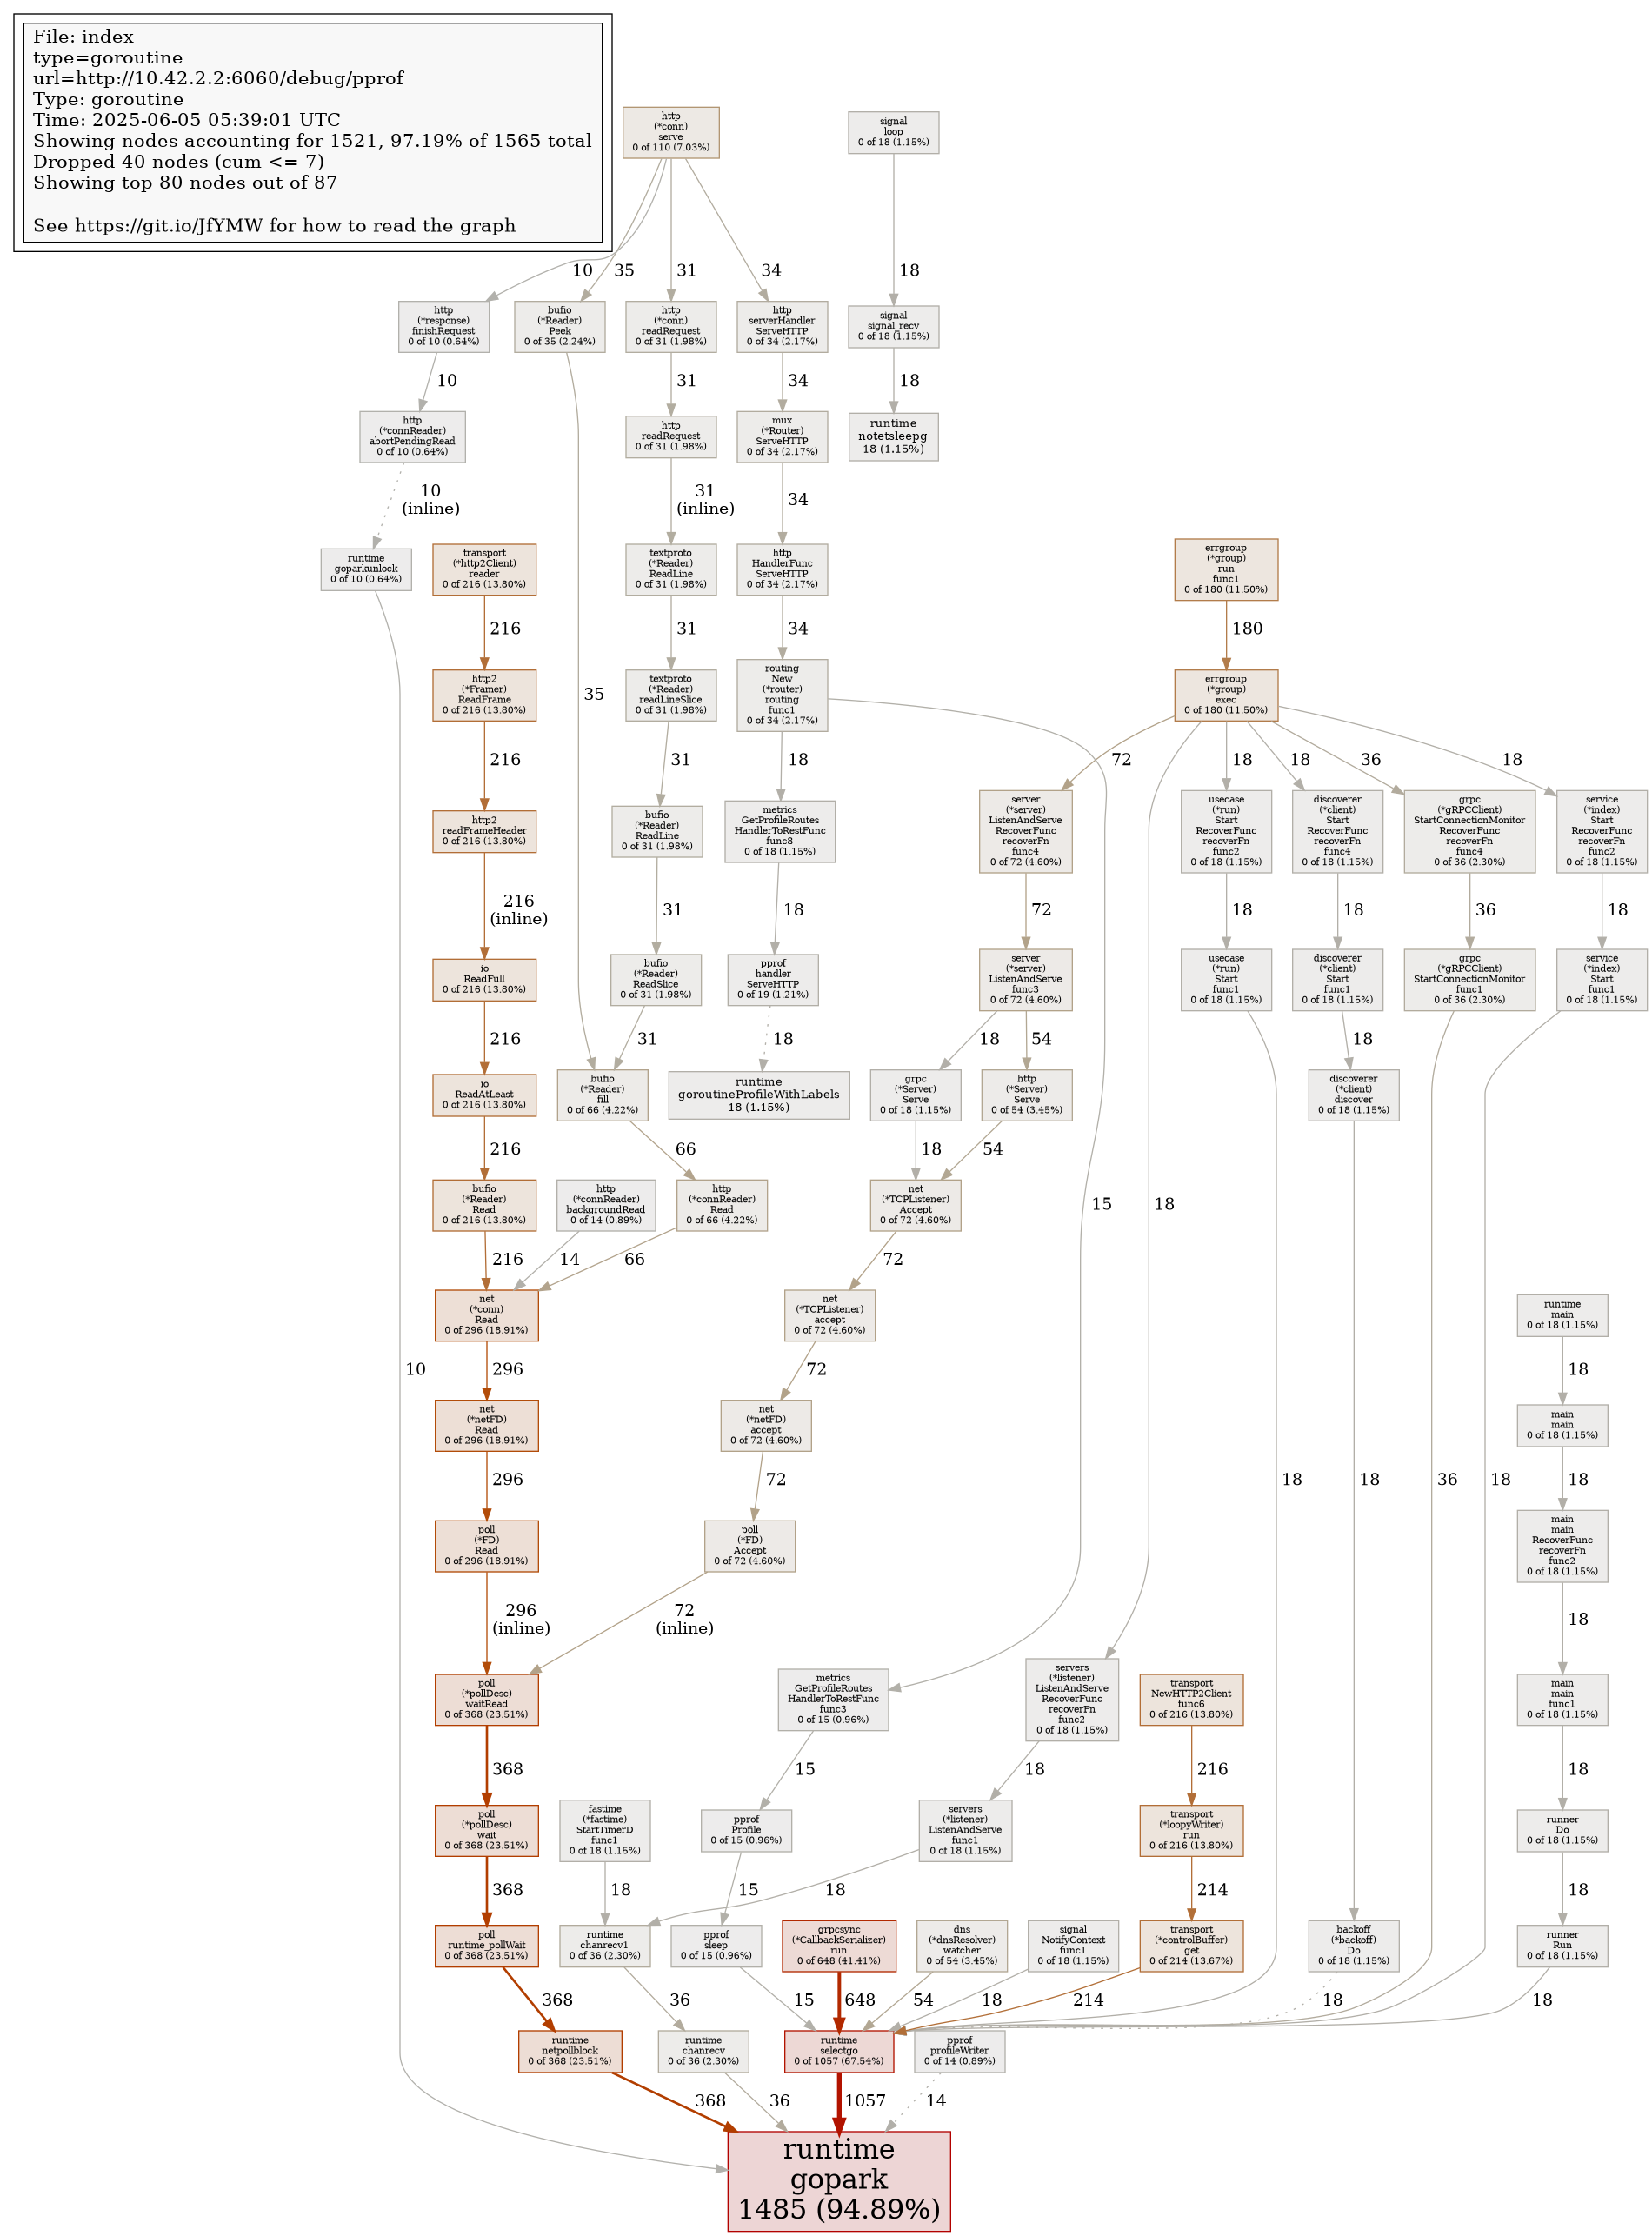 File: index
type=goroutine
url=http://10.42.2.2:6060/debug/pprof
Type: goroutine
Time: 2025-06-05 05:39:01 UTC
Showing nodes accounting for 1521, 97.19% of 1565 total
Dropped 40 nodes (cum <= 7)
Showing top 80 nodes out of 87
See https://git.io/JfYMW for how to read the graph
http
(*conn)
serve
0 of 110 (7.03%)
signal
loop
0 of 18 (1.15%)
10
35
31
34
18
http
(*response)
finishRequest
0 of 10 (0.64%)
bufio
(*Reader)
Peek
0 of 35 (2.24%)
http
(*conn)
readRequest
0 of 31 (1.98%)
http
serverHandler
ServeHTTP
0 of 34 (2.17%)
signal
signal_recv
0 of 18 (1.15%)
10
31
34
18
http
(*connReader)
abortPendingRead
0 of 10 (0.64%)
http
readRequest
0 of 31 (1.98%)
mux
(*Router)
ServeHTTP
0 of 34 (2.17%)
runtime
notetsleepg
18 (1.15%)
10
(inline)
31
(inline)
34
runtime
goparkunlock
0 of 10 (0.64%)
transport
(*http2Client)
reader
0 of 216 (13.80%)
textproto
(*Reader)
ReadLine
0 of 31 (1.98%)
http
HandlerFunc
ServeHTTP
0 of 34 (2.17%)
errgroup
(*group)
run
func1
0 of 180 (11.50%)
216
31
34
180
http2
(*Framer)
ReadFrame
0 of 216 (13.80%)
35
textproto
(*Reader)
readLineSlice
0 of 31 (1.98%)
routing
New
(*router)
routing
func1
0 of 34 (2.17%)
errgroup
(*group)
exec
0 of 180 (11.50%)
216
31
18
72
18
18
36
18
http2
readFrameHeader
0 of 216 (13.80%)
bufio
(*Reader)
ReadLine
0 of 31 (1.98%)
metrics
GetProfileRoutes
HandlerToRestFunc
func8
0 of 18 (1.15%)
server
(*server)
ListenAndServe
RecoverFunc
recoverFn
func4
0 of 72 (4.60%)
usecase
(*run)
Start
RecoverFunc
recoverFn
func2
0 of 18 (1.15%)
discoverer
(*client)
Start
RecoverFunc
recoverFn
func4
0 of 18 (1.15%)
grpc
(*gRPCClient)
StartConnectionMonitor
RecoverFunc
recoverFn
func4
0 of 36 (2.30%)
service
(*index)
Start
RecoverFunc
recoverFn
func2
0 of 18 (1.15%)
216
(inline)
31
18
72
18
18
36
18
io
ReadFull
0 of 216 (13.80%)
bufio
(*Reader)
ReadSlice
0 of 31 (1.98%)
pprof
handler
ServeHTTP
0 of 19 (1.21%)
server
(*server)
ListenAndServe
func3
0 of 72 (4.60%)
usecase
(*run)
Start
func1
0 of 18 (1.15%)
discoverer
(*client)
Start
func1
0 of 18 (1.15%)
grpc
(*gRPCClient)
StartConnectionMonitor
func1
0 of 36 (2.30%)
service
(*index)
Start
func1
0 of 18 (1.15%)
216
31
18
18
54
18
io
ReadAtLeast
0 of 216 (13.80%)
bufio
(*Reader)
fill
0 of 66 (4.22%)
runtime
goroutineProfileWithLabels
18 (1.15%)
grpc
(*Server)
Serve
0 of 18 (1.15%)
http
(*Server)
Serve
0 of 54 (3.45%)
discoverer
(*client)
discover
0 of 18 (1.15%)
216
66
18
54
bufio
(*Reader)
Read
0 of 216 (13.80%)
http
(*connReader)
backgroundRead
0 of 14 (0.89%)
http
(*connReader)
Read
0 of 66 (4.22%)
net
(*TCPListener)
Accept
0 of 72 (4.60%)
15
18
216
14
66
72
net
(*conn)
Read
0 of 296 (18.91%)
net
(*TCPListener)
accept
0 of 72 (4.60%)
runtime
main
0 of 18 (1.15%)
10
296
72
18
net
(*netFD)
Read
0 of 296 (18.91%)
net
(*netFD)
accept
0 of 72 (4.60%)
main
main
0 of 18 (1.15%)
296
72
18
18
36
18
18
poll
(*FD)
Read
0 of 296 (18.91%)
poll
(*FD)
Accept
0 of 72 (4.60%)
main
main
RecoverFunc
recoverFn
func2
0 of 18 (1.15%)
296
(inline)
72
(inline)
18
poll
(*pollDesc)
waitRead
0 of 368 (23.51%)
metrics
GetProfileRoutes
HandlerToRestFunc
func3
0 of 15 (0.96%)
servers
(*listener)
ListenAndServe
RecoverFunc
recoverFn
func2
0 of 18 (1.15%)
transport
NewHTTP2Client
func6
0 of 216 (13.80%)
main
main
func1
0 of 18 (1.15%)
368
15
18
216
18
poll
(*pollDesc)
wait
0 of 368 (23.51%)
fastime
(*fastime)
StartTimerD
func1
0 of 18 (1.15%)
pprof
Profile
0 of 15 (0.96%)
servers
(*listener)
ListenAndServe
func1
0 of 18 (1.15%)
transport
(*loopyWriter)
run
0 of 216 (13.80%)
runner
Do
0 of 18 (1.15%)
368
18
15
18
214
18
poll
runtime_pollWait
0 of 368 (23.51%)
runtime
chanrecv1
0 of 36 (2.30%)
pprof
sleep
0 of 15 (0.96%)
grpcsync
(*CallbackSerializer)
run
0 of 648 (41.41%)
dns
(*dnsResolver)
watcher
0 of 54 (3.45%)
signal
NotifyContext
func1
0 of 18 (1.15%)
transport
(*controlBuffer)
get
0 of 214 (13.67%)
backoff
(*backoff)
Do
0 of 18 (1.15%)
runner
Run
0 of 18 (1.15%)
368
36
15
648
54
18
214
18
18
runtime
netpollblock
0 of 368 (23.51%)
runtime
chanrecv
0 of 36 (2.30%)
runtime
selectgo
0 of 1057 (67.54%)
pprof
profileWriter
0 of 14 (0.89%)
368
36
1057
14
runtime
gopark
1485 (94.89%)